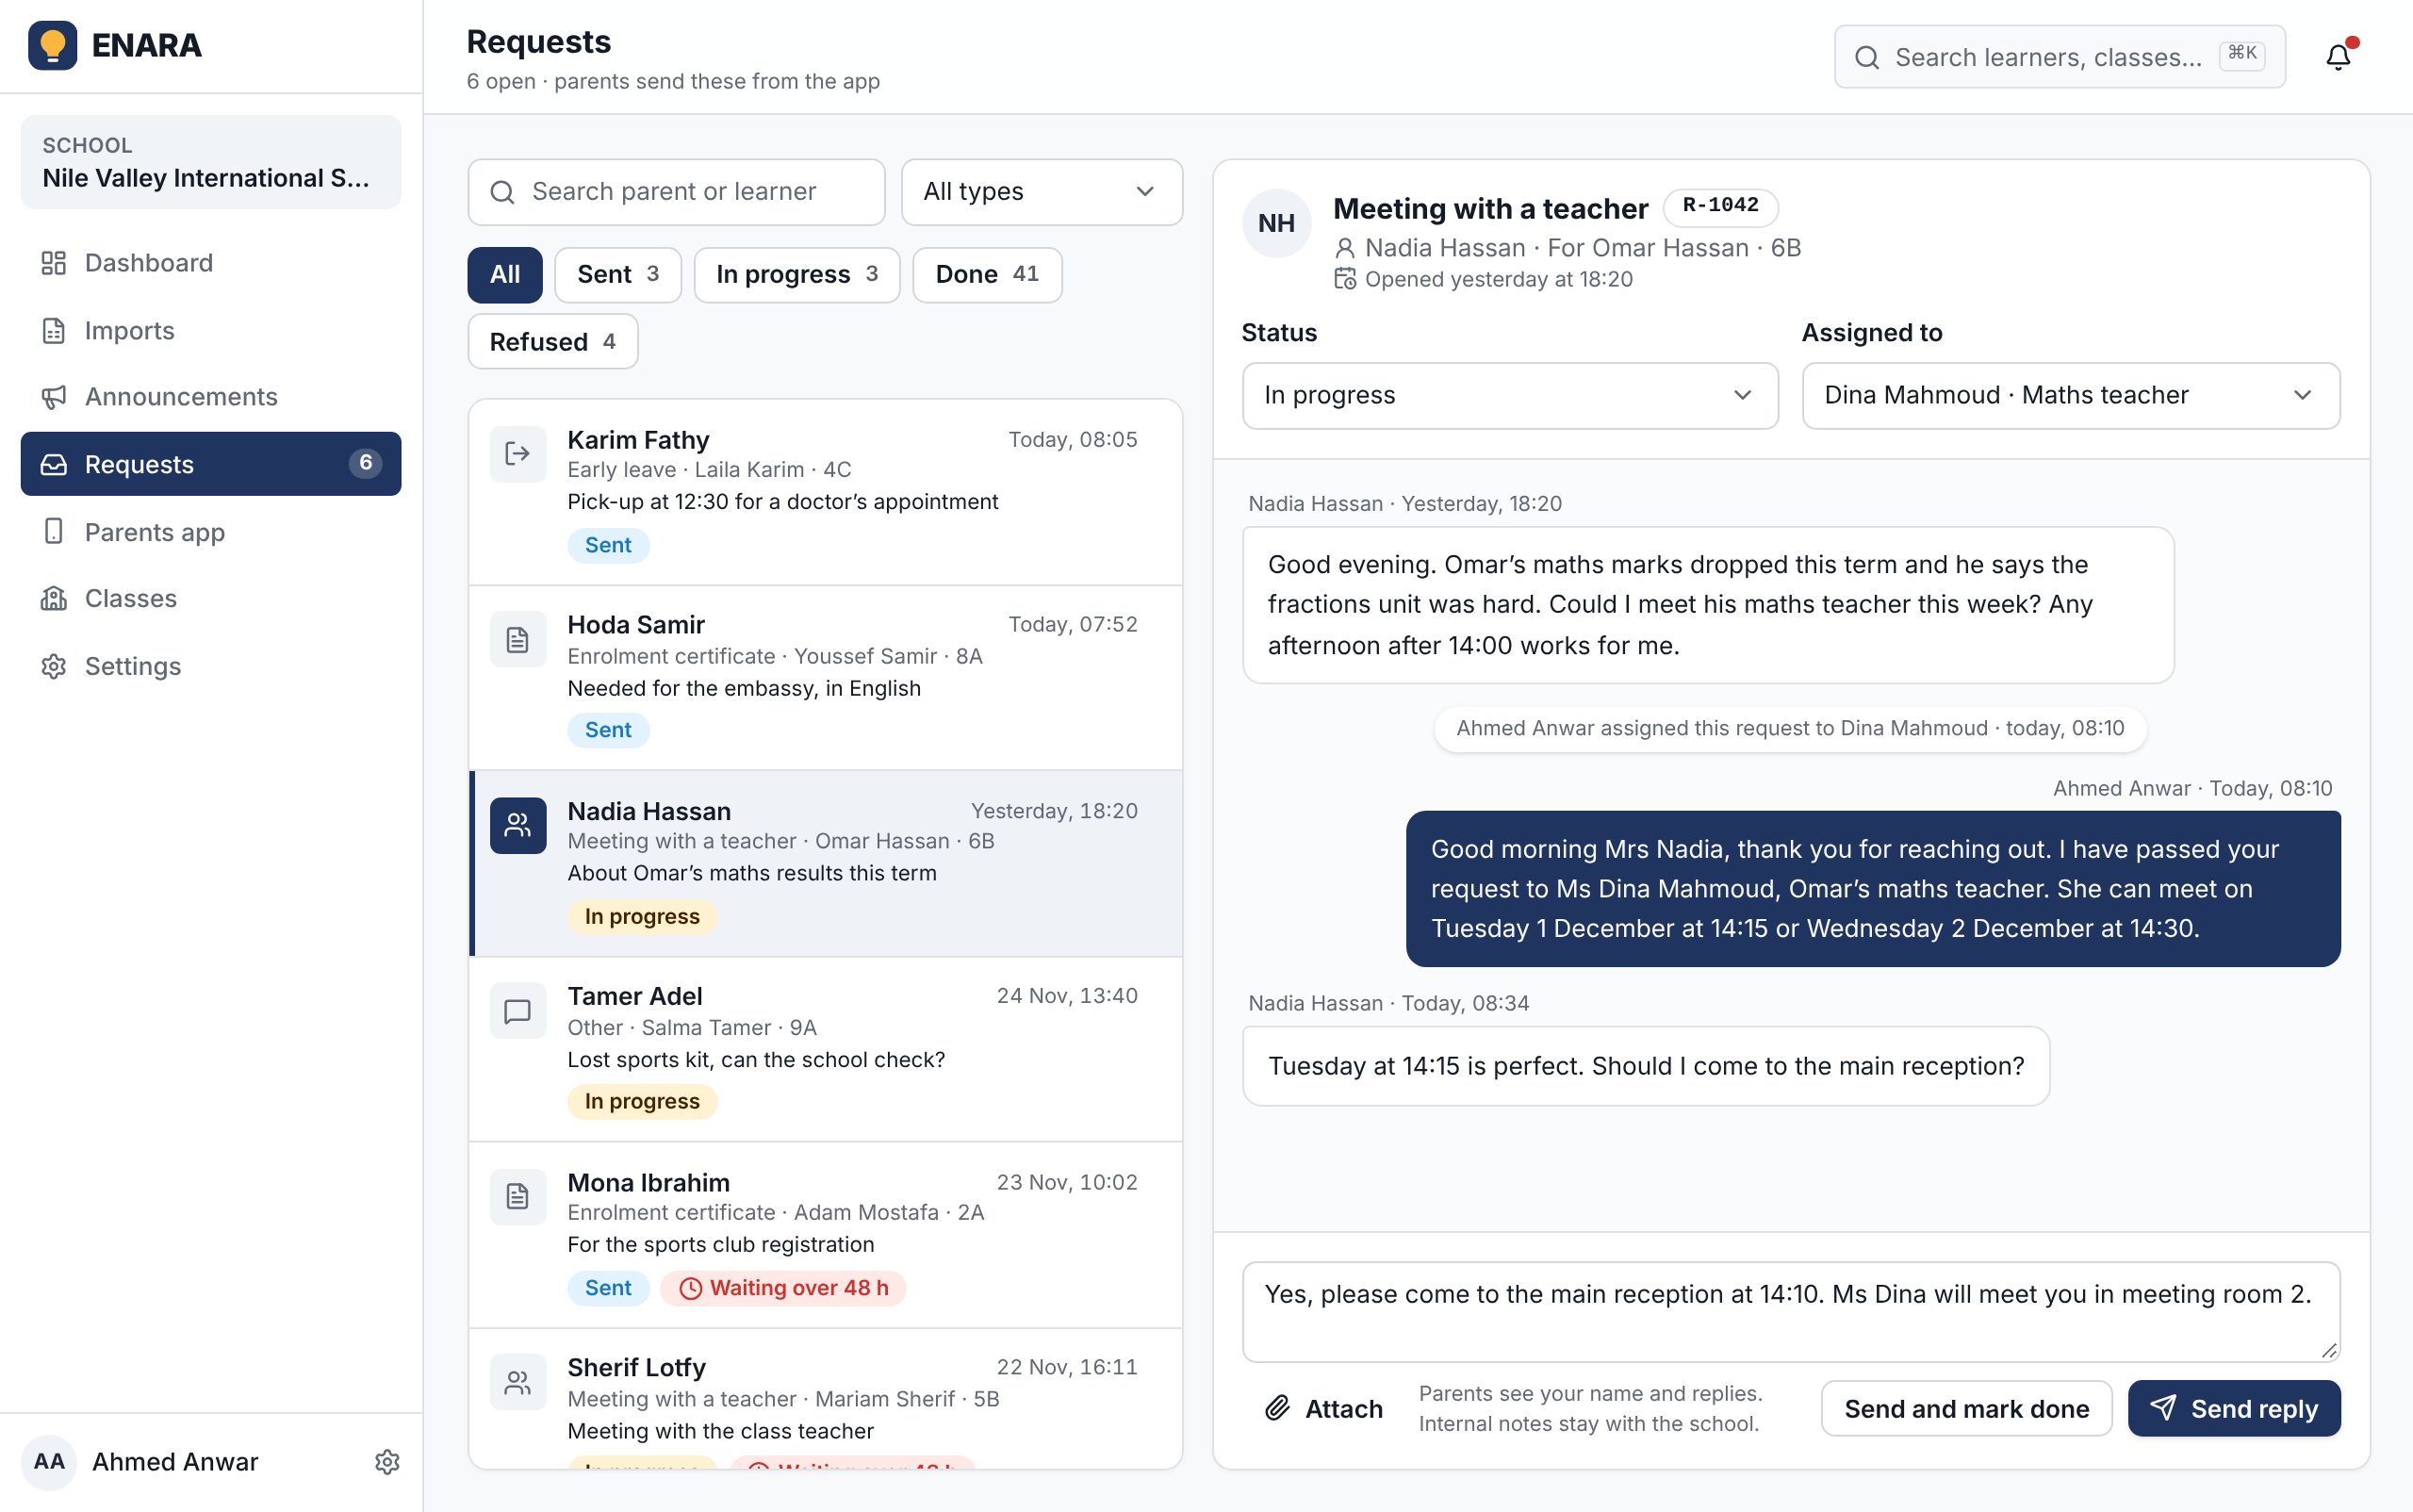 ENARA
SCHOOL
Nile Valley International S...
Dashboard
Imports
Announcements
Requests 6
Parents app
Classes
Settings
AA Ahmed Anwar
Requests
6 open · parents send these from the app
Search learners, classes... ⌘K
Search parent or learner
All types
All
Sent 3
In progress 3
Done 41
Refused 4
Karim Fathy Today, 08:05
Early leave · Laila Karim · 4C
Pick-up at 12:30 for a doctor’s appointment
Sent
Hoda Samir Today, 07:52
Enrolment certificate · Youssef Samir · 8A
Needed for the embassy, in English
Sent
Nadia Hassan Yesterday, 18:20
Meeting with a teacher · Omar Hassan · 6B
About Omar’s maths results this term
In progress
Tamer Adel 24 Nov, 13:40
Other · Salma Tamer · 9A
Lost sports kit, can the school check?
In progress
Mona Ibrahim 23 Nov, 10:02
Enrolment certificate · Adam Mostafa · 2A
For the sports club registration
Sent Waiting over 48 h
Sherif Lotfy 22 Nov, 16:11
Meeting with a teacher · Mariam Sherif · 5B
Meeting with the class teacher
In progress Waiting over 48 h
NH
Meeting with a teacher R-1042
Nadia Hassan · For Omar Hassan · 6B
Opened yesterday at 18:20
Status
In progress
Assigned to
Dina Mahmoud · Maths teacher
Nadia Hassan · Yesterday, 18:20
Good evening. Omar’s maths marks dropped this term and he says the
fractions unit was hard. Could I meet his maths teacher this week? Any
afternoon after 14:00 works for me.
Ahmed Anwar assigned this request to Dina Mahmoud · today, 08:10
Ahmed Anwar · Today, 08:10
Good morning Mrs Nadia, thank you for reaching out. I have passed your
request to Ms Dina Mahmoud, Omar’s maths teacher. She can meet on
Tuesday 1 December at 14:15 or Wednesday 2 December at 14:30.
Nadia Hassan · Today, 08:34
Tuesday at 14:15 is perfect. Should I come to the main reception?
Yes, please come to the main reception at 14:10. Ms Dina will meet you in meeting room 2.
Attach
Parents see your name and replies.
Internal notes stay with the school.
Send and mark done
Send reply